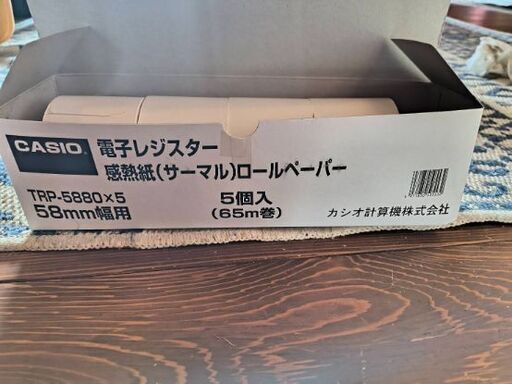 CASIO. 電子レジスター
感熱紙(サーマル)ロールペーパー
TRP-5880×5 5個入
58mm幅用 (65m巻) カシオ計算機株式会社